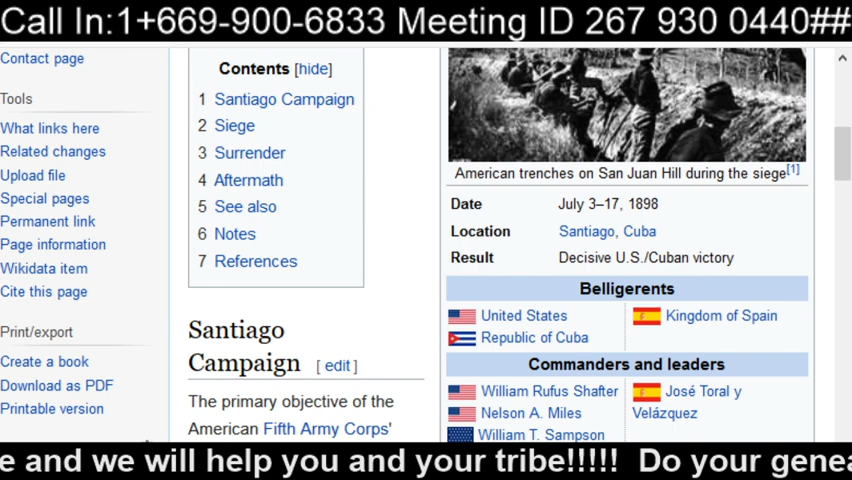 Call In:1+669-900-6833 Meeting ID 267 930 0440##
Contact page
Tools
What links here
Related changes
Upload file
Special pages
Permanent link
Page information
Wikidata item
Cite this page
Print/export
Create a book
Download as PDF
Printable version
Contents [hide]
1 Santiago Campaign
2 Siege
3 Surrender
4 Aftermath
5 See also
6 Notes
7 References
Santiago
Campaign [ edit ]
The primary objective of the
American Fifth Army Corps'
American trenches on San Juan Hill during the siege[1]
Date July 3–17, 1898
Location Santiago, Cuba
Result Decisive U.S./Cuban victory
Belligerents
United States Kingdom of Spain
Republic of Cuba
Commanders and leaders
William Rufus Shafter José Toral y
Nelson A. Miles Velázquez
William T. Sampson
e and we will help you and your tribe!!!!! Do your genea